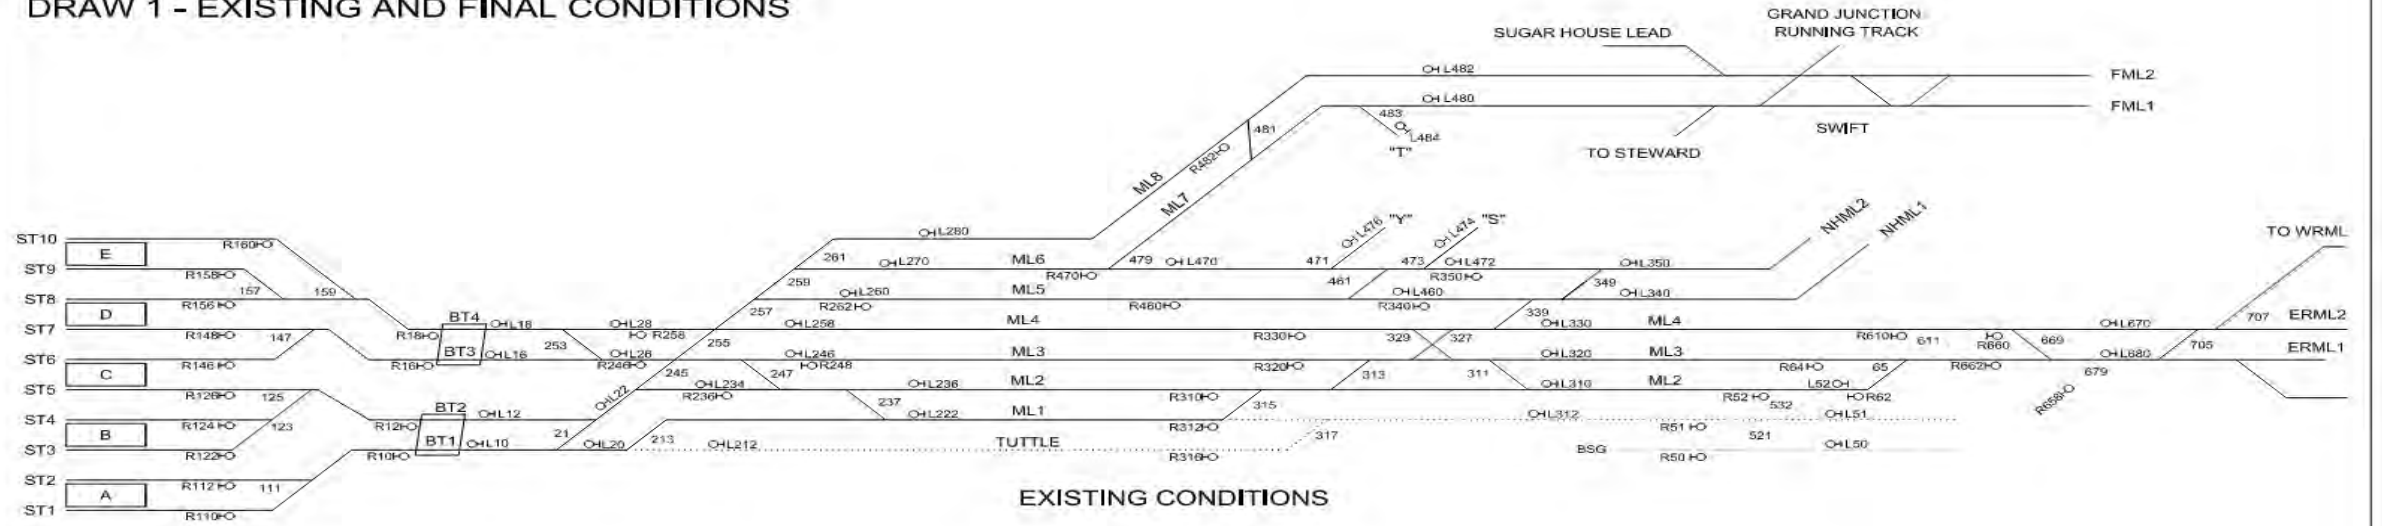 DRAW 1 - EXISTING AND FINAL CONDITIONS
GRAND JUNCTION
RUNNING TRACK
SUGAR HOUSE LEAD
L482
FML2
L480
FML1
483
L484
"T"
481
R482
SWIFT
TO STEWARD
ML8
ML7
NHML2
NHML1
L476 "Y"
L474 "S"
TO WRML
ST10
E
R160
L280
ST9
R158
261
L270
ML6
R470
479
L470
471
473
L472
R350
L350
ST8
R156
157
159
259
L260
R262
ML5
R460
461
L460
R340
349
L340
D
BT4
257
339
707
ERML2
ST7
R148
147
R18
L18
L28
R258
L258
ML4
R330
329
327
L330
ML4
R610
611
R660
669
L670
255
253
705
ERML1
ST6
R146
R16
BT3
L16
L26
R246
L246
R248
ML3
R320
L320
ML3
R64
65
R662
L680
679
C
245
247
313
311
ST5
R126
125
L22
L234
R236
L236
ML2
R310
L310
ML2
R52
L52
R62
R658
BT2
237
315
532
ST4
R124
123
R12
L12
L222
ML1
R312
L312
R51
L51
B
BT1
21
317
521
ST3
R122
R10
L10
L20
213
L212
TUTTLE
R316
BSG
R50
L50
ST2
R112
111
A
EXISTING CONDITIONS
ST1
R110